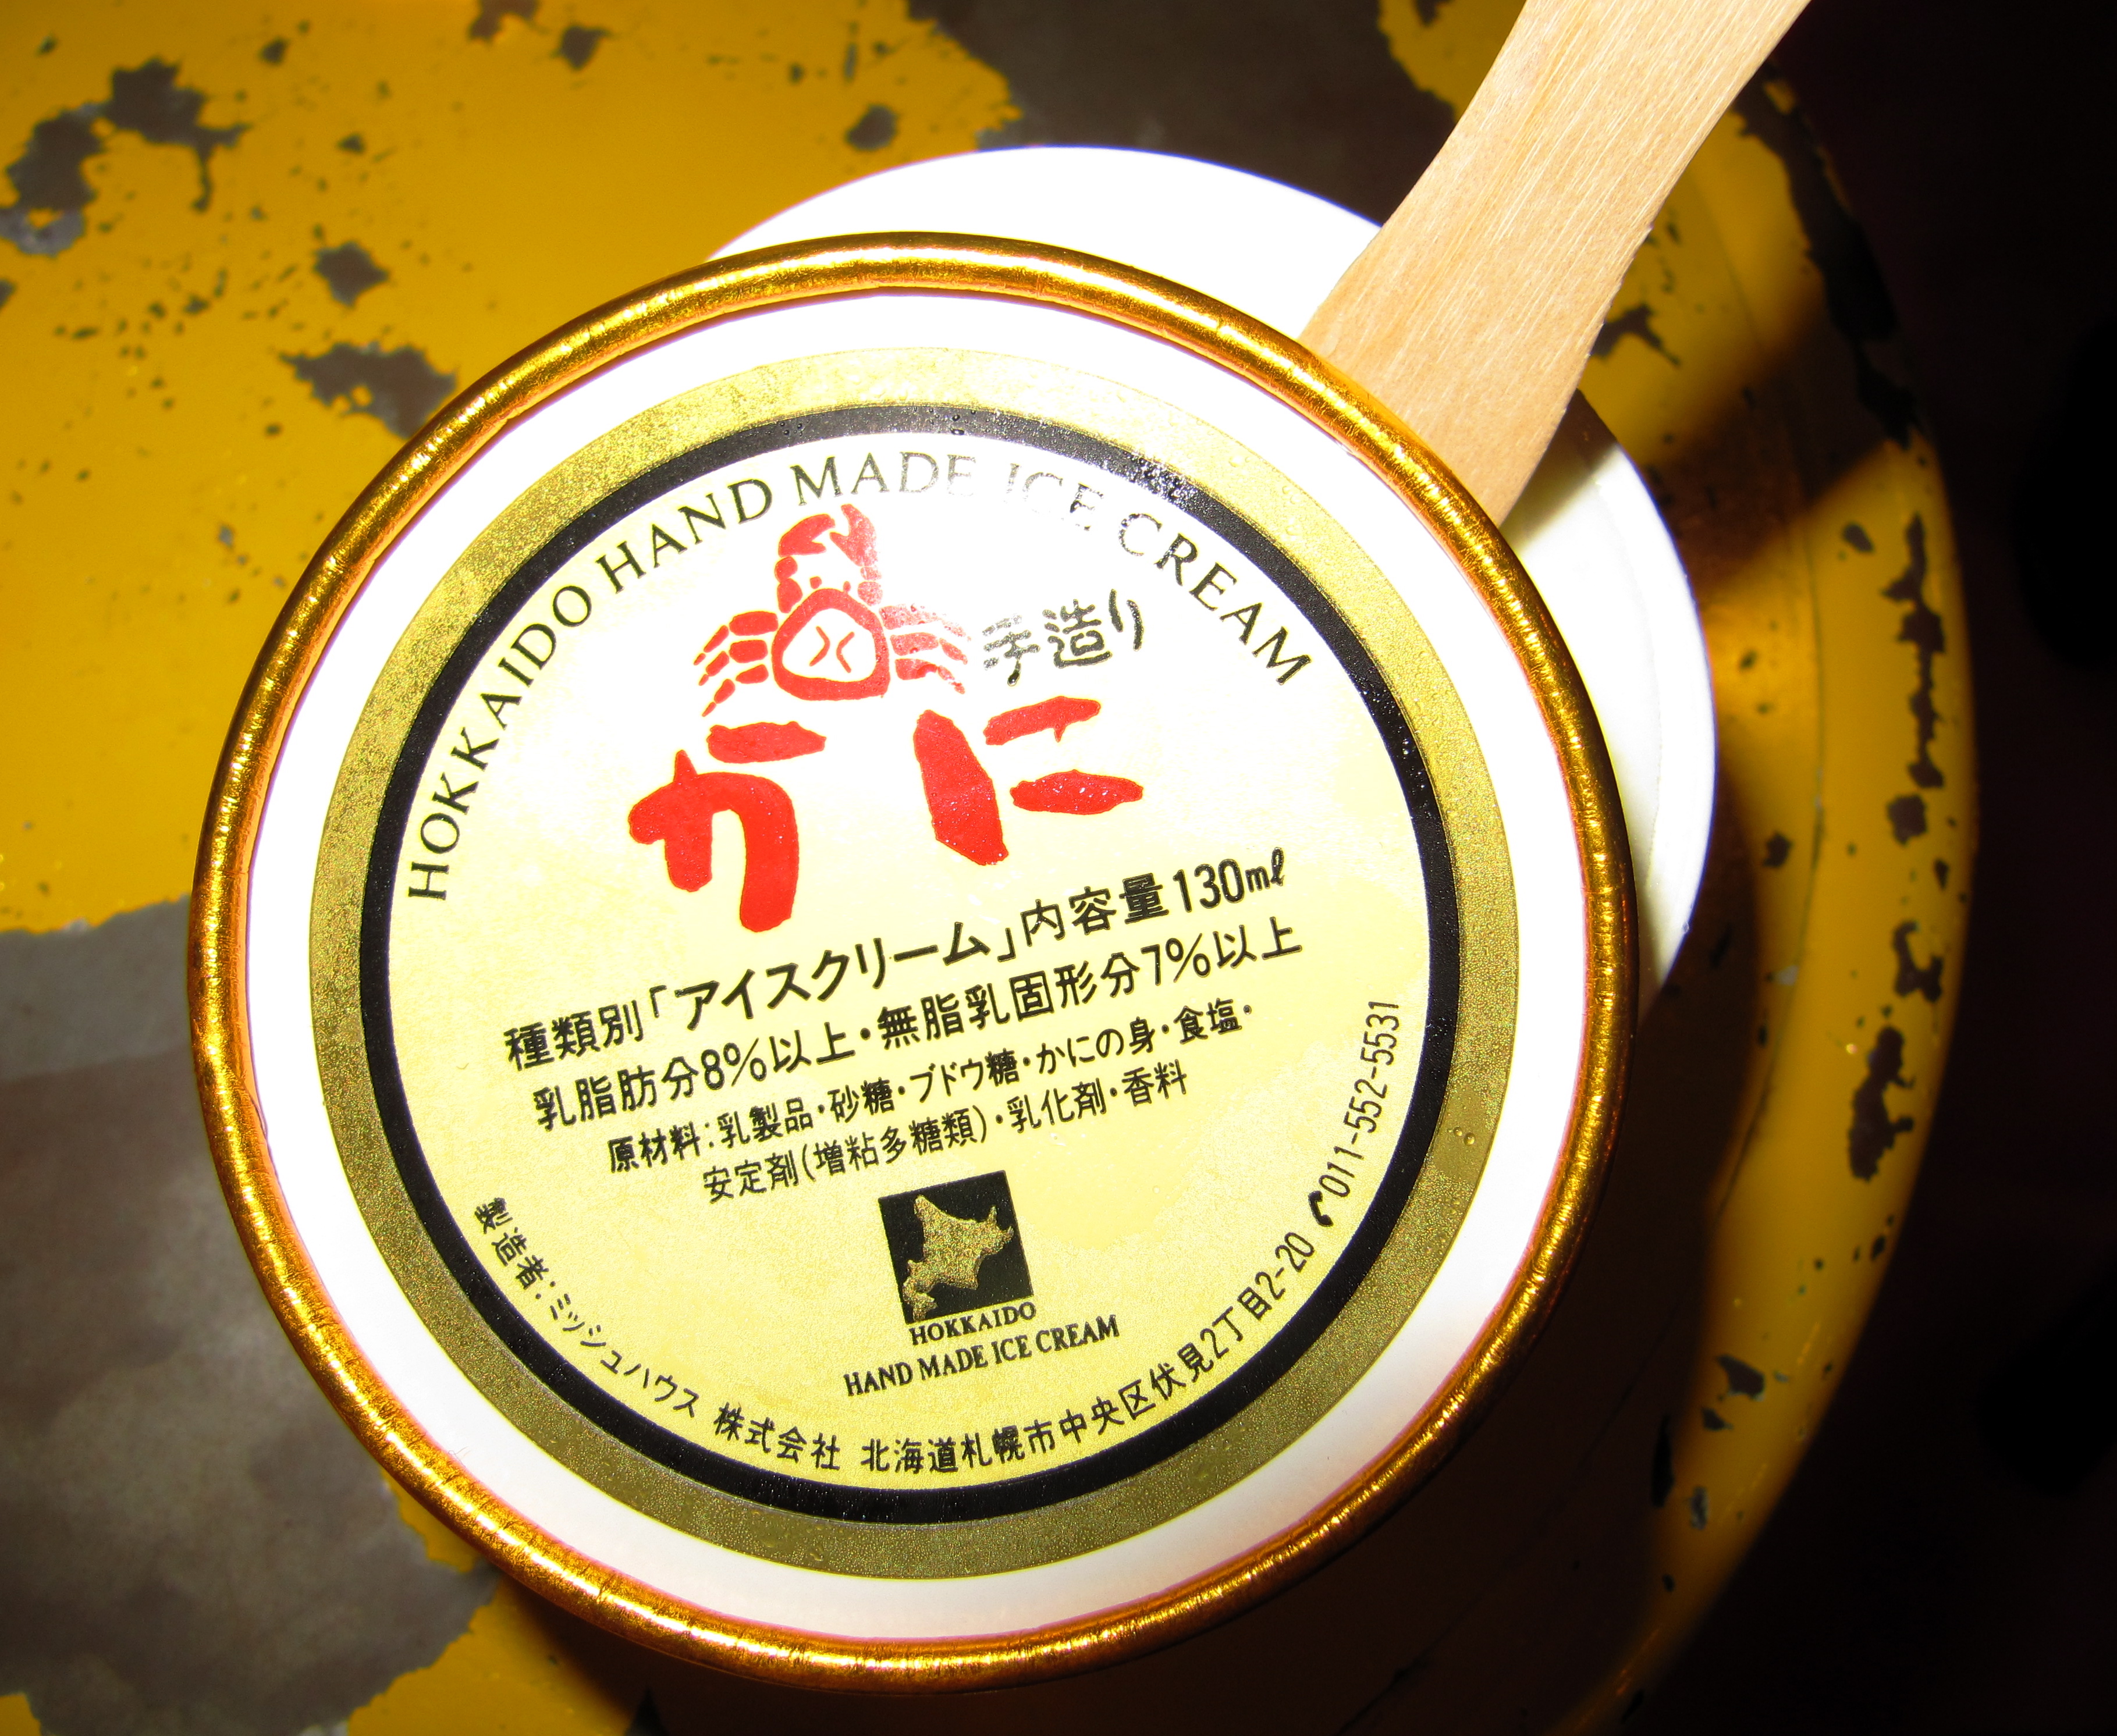 HOKKAIDO HAND MADE ICE CREAM
手造り
かに
種類別「アイスクリーム」内容量130ml
乳脂肪分8%以上・無脂乳固形分7%以上
原材料:乳製品・砂糖・ブドウ糖・かにの身・食塩・
安定剤(増粘多糖類)・乳化剤・香料
HOKKAIDO
HAND MADE ICE CREAM
製造者:ミッシュハウス 株式会社 北海道札幌市中央区伏見2丁目2-20 011-552-5531